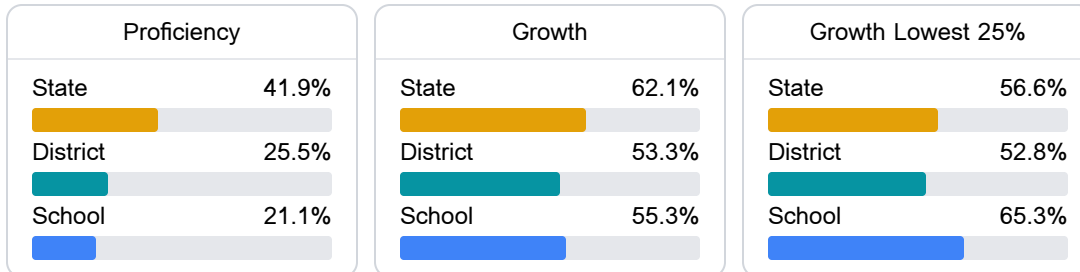 Proficiency
State 41.9%
District 25.5%
School 21.1%
Growth
State 62.1%
District 53.3%
School 55.3%
Growth Lowest 25%
State 56.6%
District 52.8%
School 65.3%